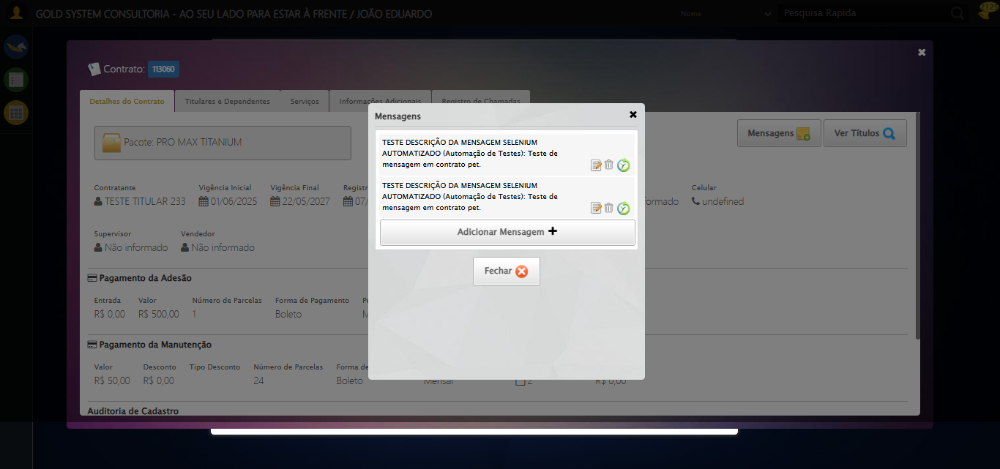 GOLD SYSTEM CONSULTORIA - AO SEU LADO PARA ESTAR À FRENTE / JOÃO EDUARDO
Nome
Pesquisa Rapida
Contrato: 113060
Detalhes do Contrato
Titulares e Dependentes
Serviços
Informações Adicionais
Registro de Chamadas
Mensagens
Pacote: PRO MAX TITANIUM
Mensagens
Ver Títulos
TESTE DESCRIÇÃO DA MENSAGEM SELENIUM
AUTOMATIZADO (Automação de Testes): Teste de
mensagem em contrato pet.
TESTE DESCRIÇÃO DA MENSAGEM SELENIUM
AUTOMATIZADO (Automação de Testes): Teste de
mensagem em contrato pet.
Adicionar Mensagem
Fechar
Contratante
Vigência Inicial
Vigência Final
Registr
Celular
TESTE TITULAR 233
01/06/2025
22/05/2027
07/
formado
undefined
Supervisor
Vendedor
Não informado
Não informado
Pagamento da Adesão
Entrada
Valor
Número de Parcelas
Forma de Pagamento
R$ 0,00
R$ 500,00
1
Boleto
Pagamento da Manutenção
Valor
Desconto
Tipo Desconto
Número de Parcelas
Forma de
R$ 50,00
R$ 0,00
24
Boleto
Mensal
2
R$ 0,00
Auditoria de Cadastro